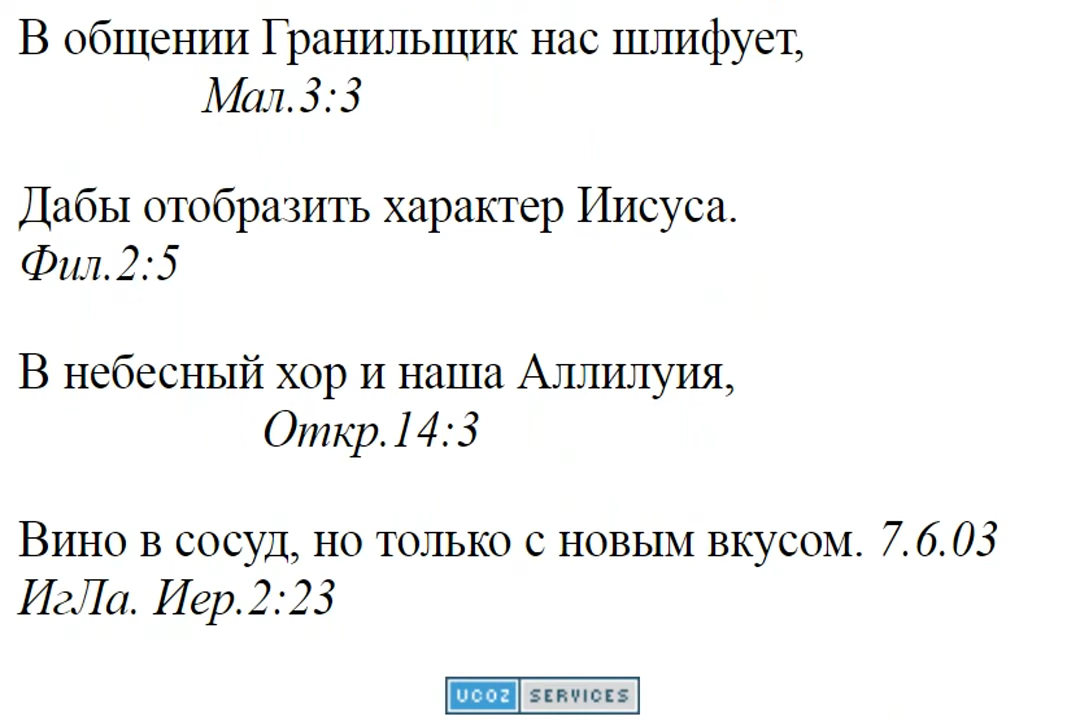 В общении Гранильщик нас шлифует,
Мал.3:3
Дабы отобразить характер Иисуса.
Фил.2:5
В небесный хор и наша Аллилуия,
Откр.14:3
Вино в сосуд, но только с новым вкусом. 7.6.03
ИгЛа. Иер.2:23
UCOZ SERVICES